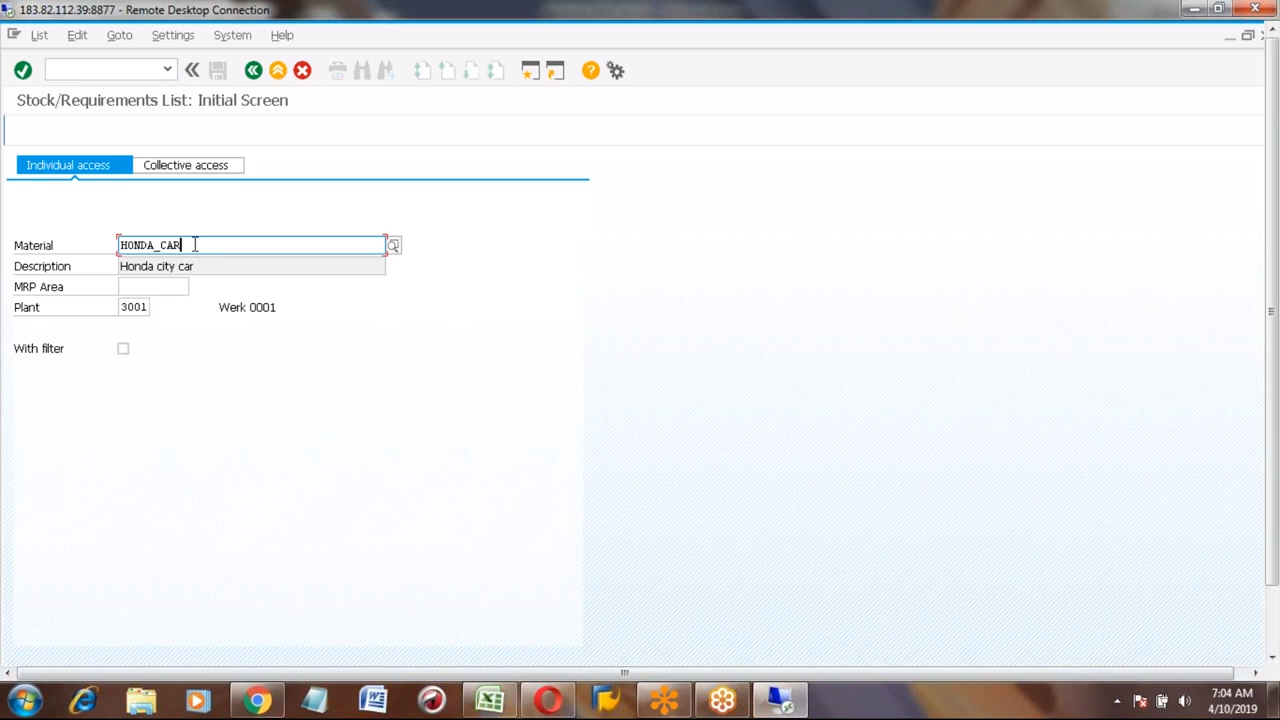 183.82.112.39:8877 - Remote Desktop Connection
List Edit Goto Settings System Help
Stock/Requirements List: Initial Screen
Individual access Collective access
Material HONDA_CAR
Description Honda city car
MRP Area
Plant 3001 Werk 0001
With filter
7:04 AM
4/10/2019